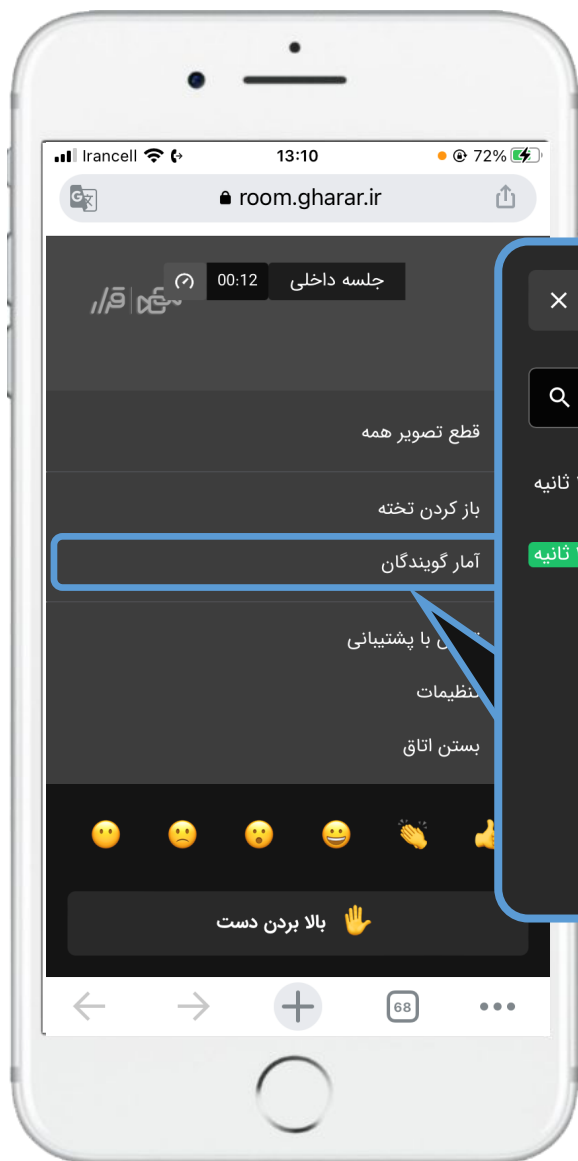 Irancell 13:10 72%
room.gharar.ir
جلسه داخلی 00:12
قرار
قطع تصویر همه
باز کردن تخته
آمار گویندگان
ثانیه
ثانیه
با پشتیبانی
تنظیمات
بستن اتاق
بالا بردن دست
68